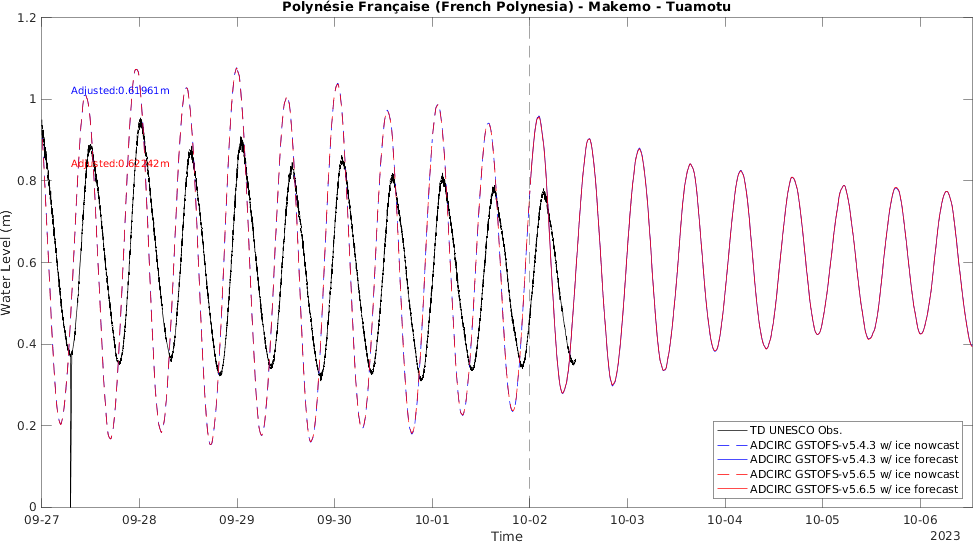 Polynésie Française (French Polynesia) - Makemo - Tuamotu
1.2
1
0.8
0.6
0.4
0.2
0
Water Level (m)
Adjusted:0.61961m
Adjusted:0.62242m
TD UNESCO Obs.
ADCIRC GSTOFS-v5.4.3 w/ ice nowcast
ADCIRC GSTOFS-v5.4.3 w/ ice forecast
ADCIRC GSTOFS-v5.6.5 w/ ice nowcast
ADCIRC GSTOFS-v5.6.5 w/ ice forecast
09-27 09-28 09-29 09-30 10-01 10-02 10-03 10-04 10-05 10-06
Time
2023